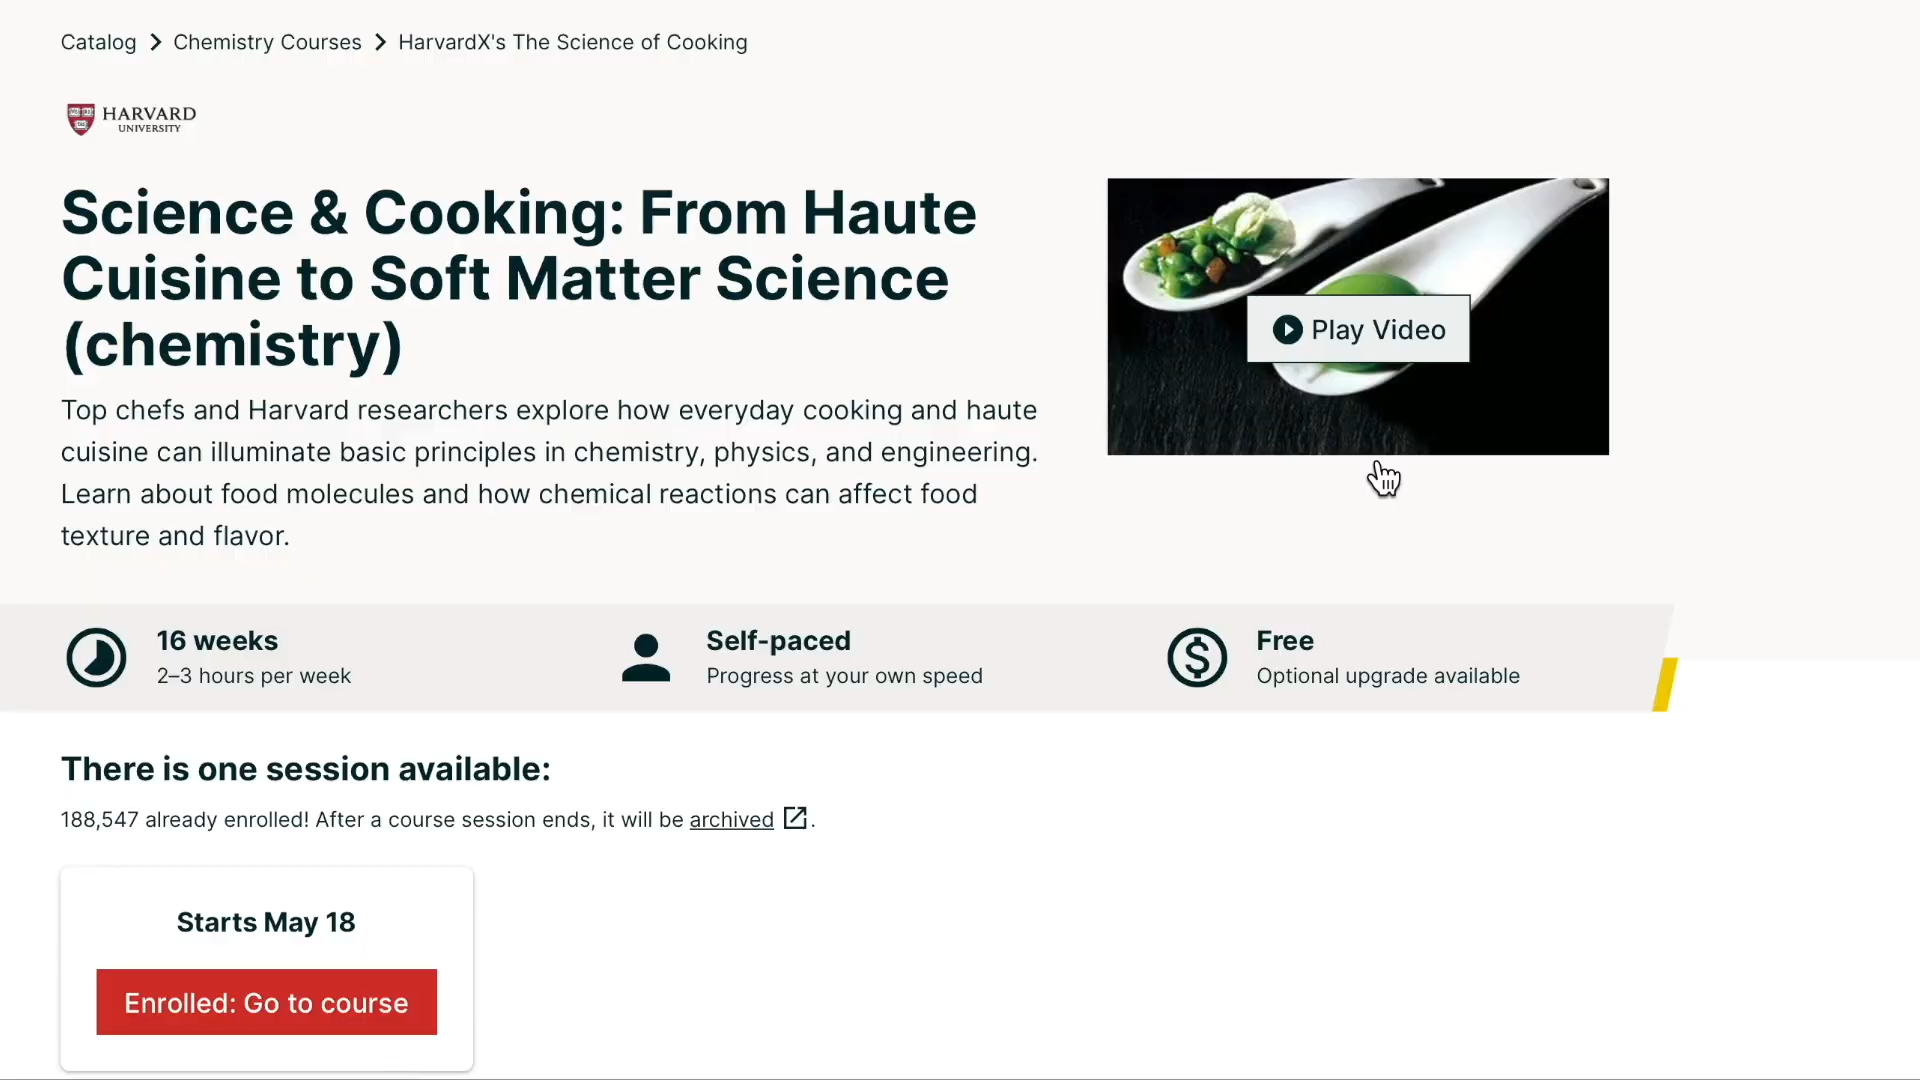 Catalog > Chemistry Courses > HarvardX's The Science of Cooking
HARVARD
UNIVERSITY
Science & Cooking: From Haute
Cuisine to Soft Matter Science
(chemistry)
Top chefs and Harvard researchers explore how everyday cooking and haute
cuisine can illuminate basic principles in chemistry, physics, and engineering.
Learn about food molecules and how chemical reactions can affect food
texture and flavor.
Play Video
16 weeks
2–3 hours per week
Self-paced
Progress at your own speed
Free
Optional upgrade available
There is one session available:
188,547 already enrolled! After a course session ends, it will be archived .
Starts May 18
Enrolled: Go to course